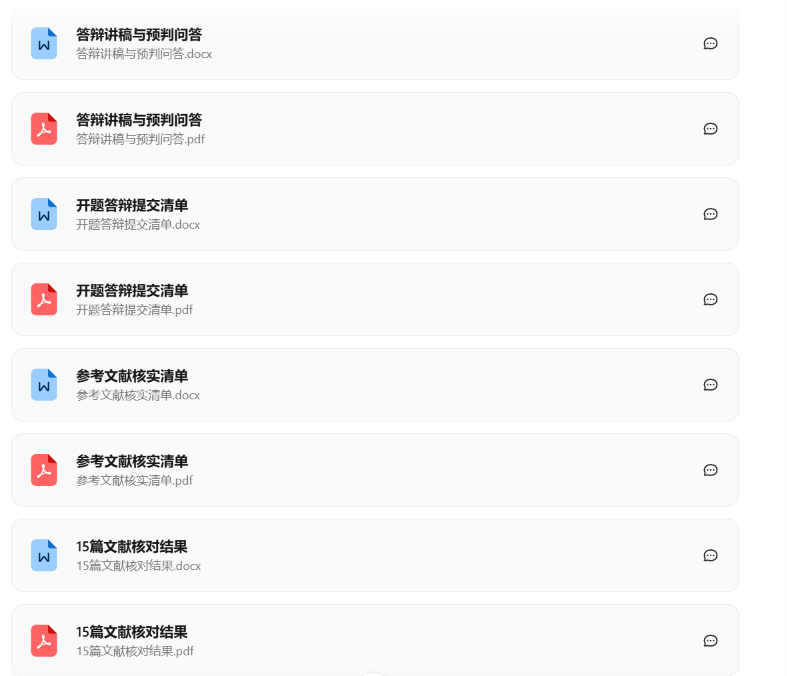 答辩讲稿与预判问答
答辩讲稿与预判问答.docx
答辩讲稿与预判问答
答辩讲稿与预判问答.pdf
开题答辩提交清单
开题答辩提交清单.docx
开题答辩提交清单
开题答辩提交清单.pdf
参考文献核实清单
参考文献核实清单.docx
参考文献核实清单
参考文献核实清单.pdf
15篇文献核对结果
15篇文献核对结果.docx
15篇文献核对结果
15篇文献核对结果.pdf